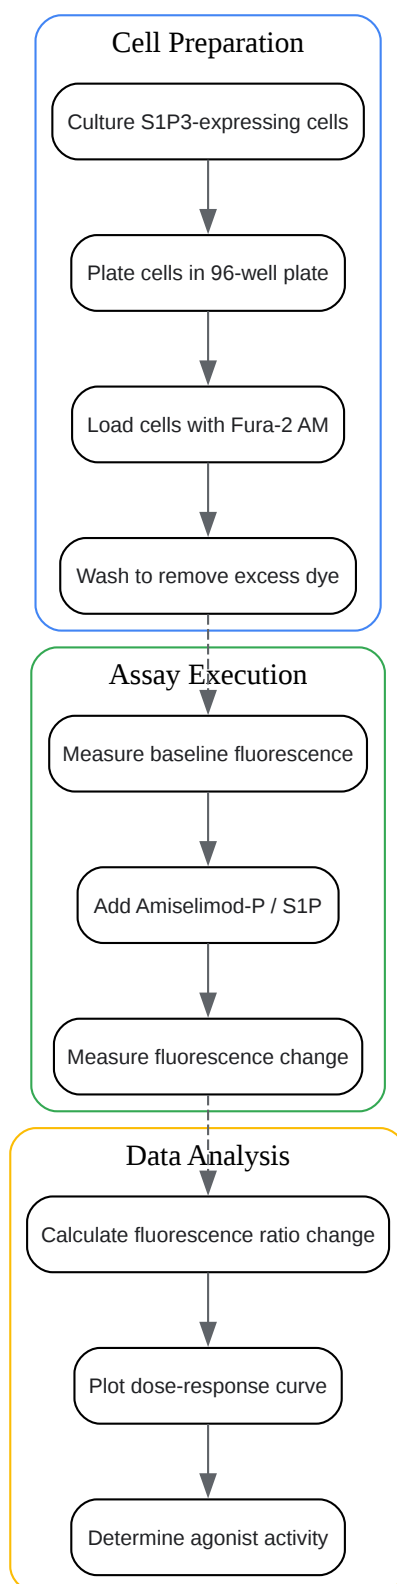 Cell Preparation
Culture S1P3-expressing cells
Plate cells in 96-well plate
Load cells with Fura-2 AM
Wash to remove excess dye
Assay Execution
Measure baseline fluorescence
Add Amiselimod-P / S1P
Measure fluorescence change
Data Analysis
Calculate fluorescence ratio change
Plot dose-response curve
Determine agonist activity